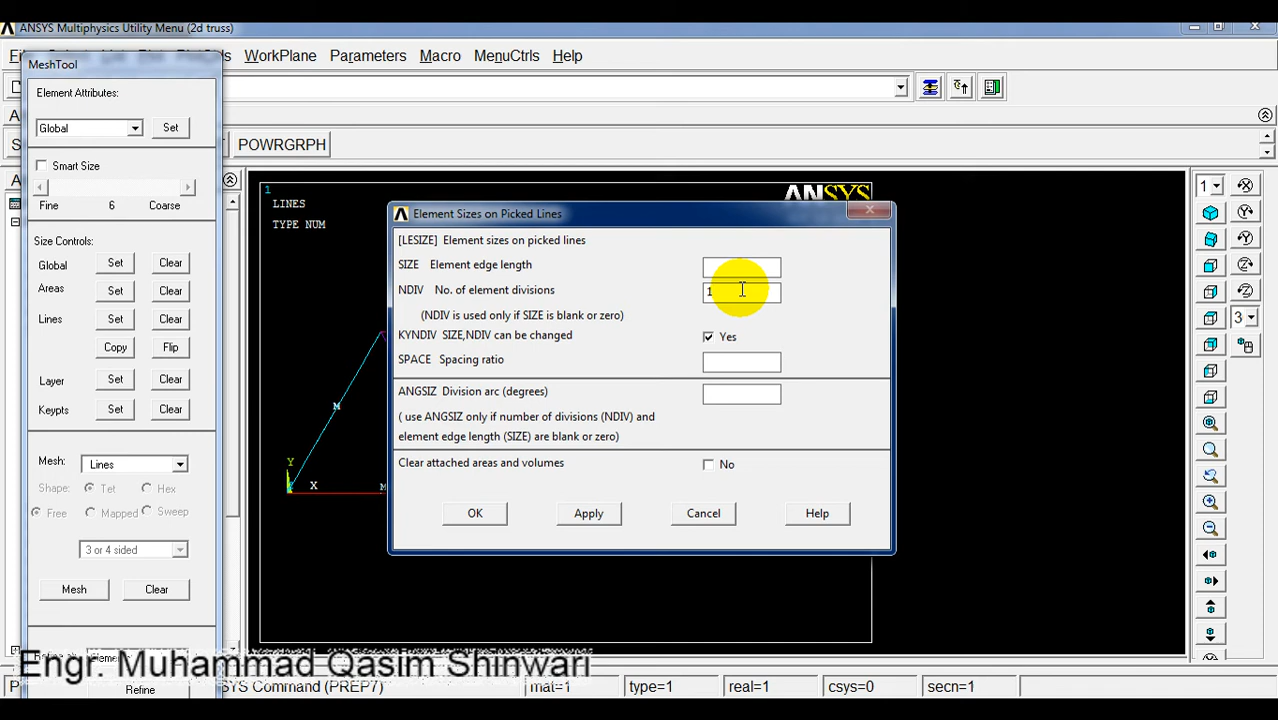 ANSYS Multiphysics Utility Menu (2d truss)
WorkPlane Parameters Macro MenuCtrls Help
MeshTool
Element Attributes:
Global Set
POWRGRPH
Smart Size
Fine 6 Coarse
Size Controls:
Global Set Clear
Areas Set Clear
Lines Set Clear
Copy Flip
Layer Set Clear
Keypts Set Clear
Mesh: Lines
Shape: Tet Hex
Free Mapped Sweep
3 or 4 sided
Mesh Clear
Refine
1
LINES
TYPE NUM
ANSYS
M
Y
X M
Element Sizes on Picked Lines
[LESIZE] Element sizes on picked lines
SIZE Element edge length
NDIV No. of element divisions 1
(NDIV is used only if SIZE is blank or zero)
KYNDIV SIZE,NDIV can be changed Yes
SPACE Spacing ratio
ANGSIZ Division arc (degrees)
( use ANGSIZ only if number of divisions (NDIV) and
element edge length (SIZE) are blank or zero)
Clear attached areas and volumes No
OK Apply Cancel Help
1
3
Engr. Muhammad Qasim Shinwari
SYS Command (PREP7) mat=1 type=1 real=1 csys=0 secn=1